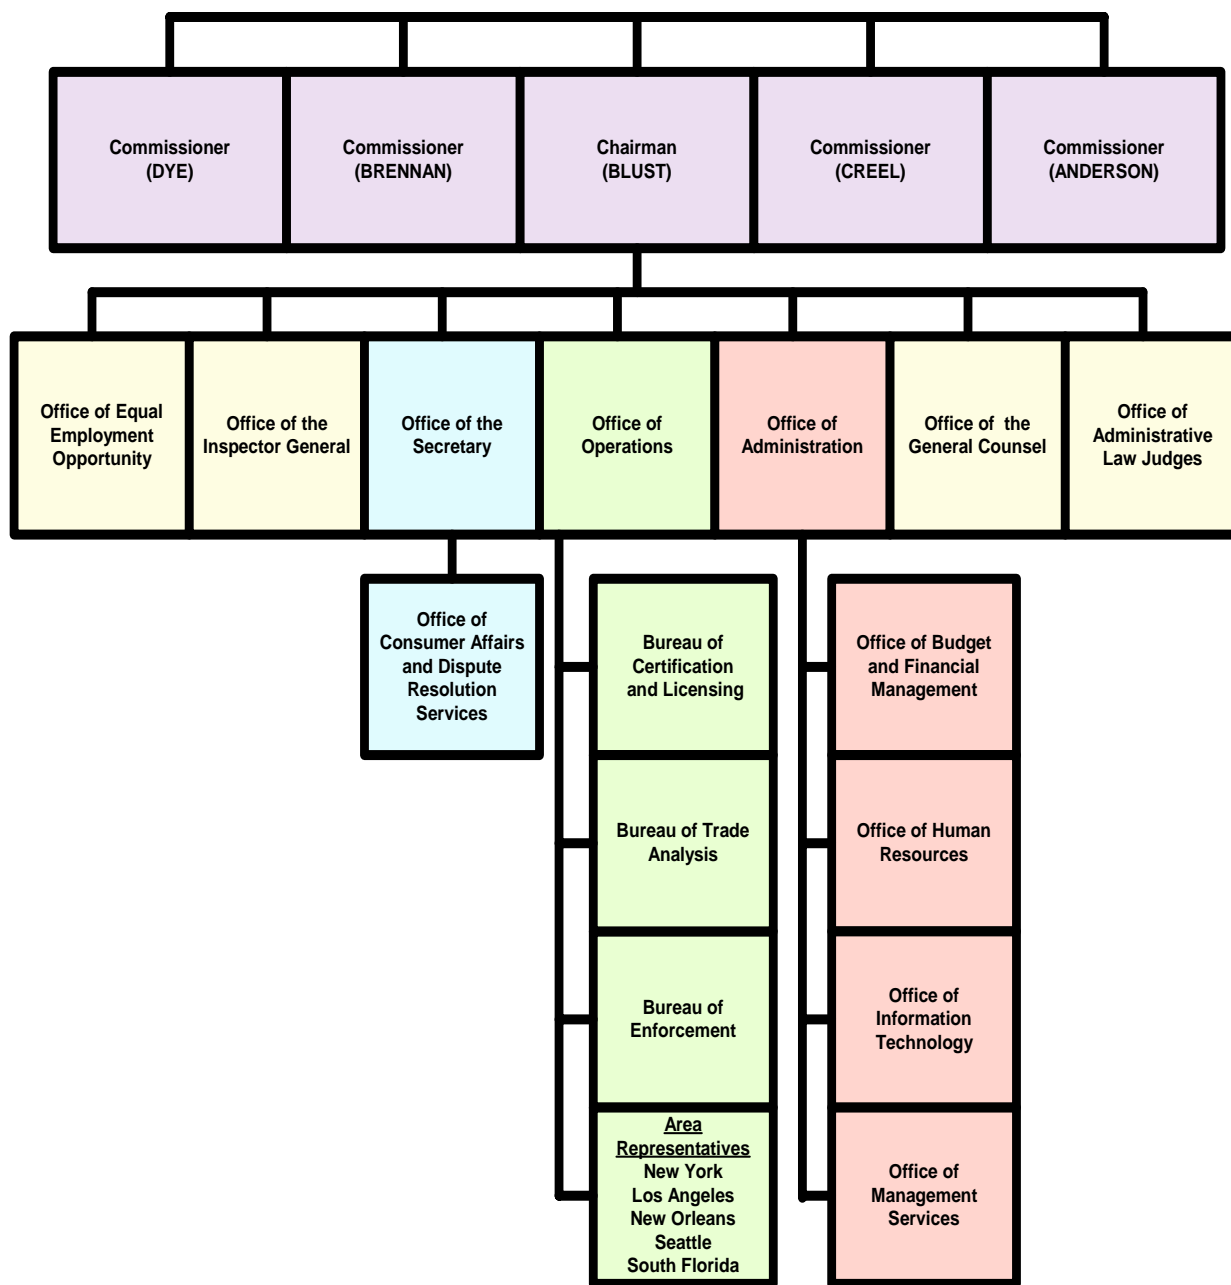 Commissioner
(DYE)
Commissioner
(BRENNAN)
Chairman
(BLUST)
Commissioner
(CREEL)
Commissioner
(ANDERSON)
Office of Equal
Employment
Opportunity
Office of the
Inspector General
Office of the
Secretary
Office of
Operations
Office of
Administration
Office of  the
General Counsel
Office of
Administrative
Law Judges
Office of
Consumer Affairs
and Dispute
Resolution
Services
Bureau of
Certification
and Licensing
Office of Budget
and Financial
Management
Bureau of Trade
Analysis
Office of Human
Resources
Bureau of
Enforcement
Office of
Information
Technology
Area
Representatives
New York
Los Angeles
New Orleans
Seattle
South Florida
Office of
Management
Services